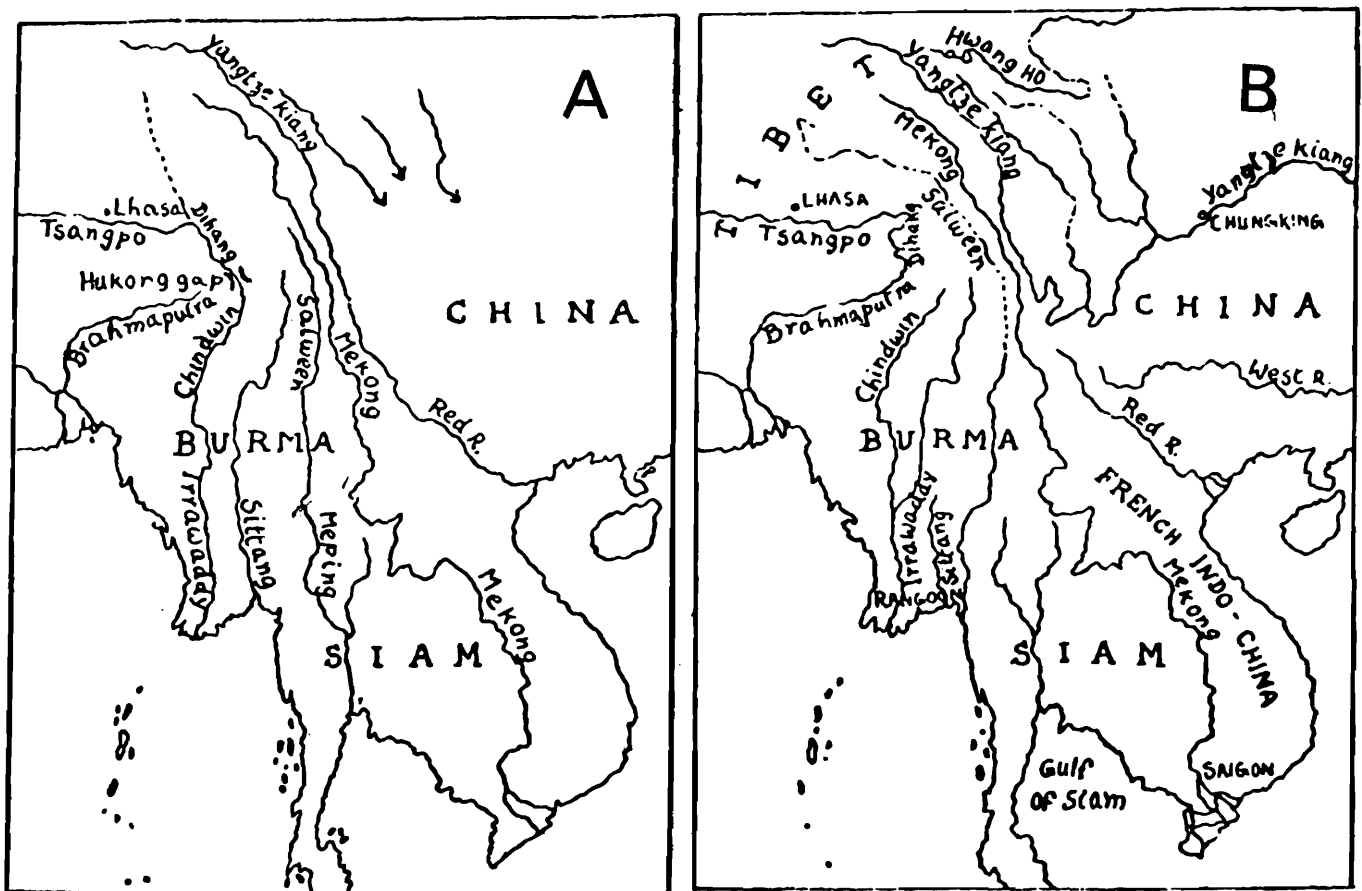 A
Yangtze Kiang
Lhasa
Dihang
Tsangpo
Hukong gap
Brahmaputra
Chindwin
Salween
Mekong
CHINA
Red R.
BURMA
Irrawaddy
Sittang
Meping
Mekong
SIAM
B
Hwang Ho
Yangtze Kiang
TIBET
Mekong
Salween
LHASA
Dihang
Tsangpo
Yangtze Kiang
CHUNGKING
CHINA
Brahmaputra
Chindwin
West R.
Red R.
BURMA
FRENCH INDO-CHINA
Irrawaddy
Sittang
RANGOON
Mekong
SIAM
SAIGON
Gulf
of Siam